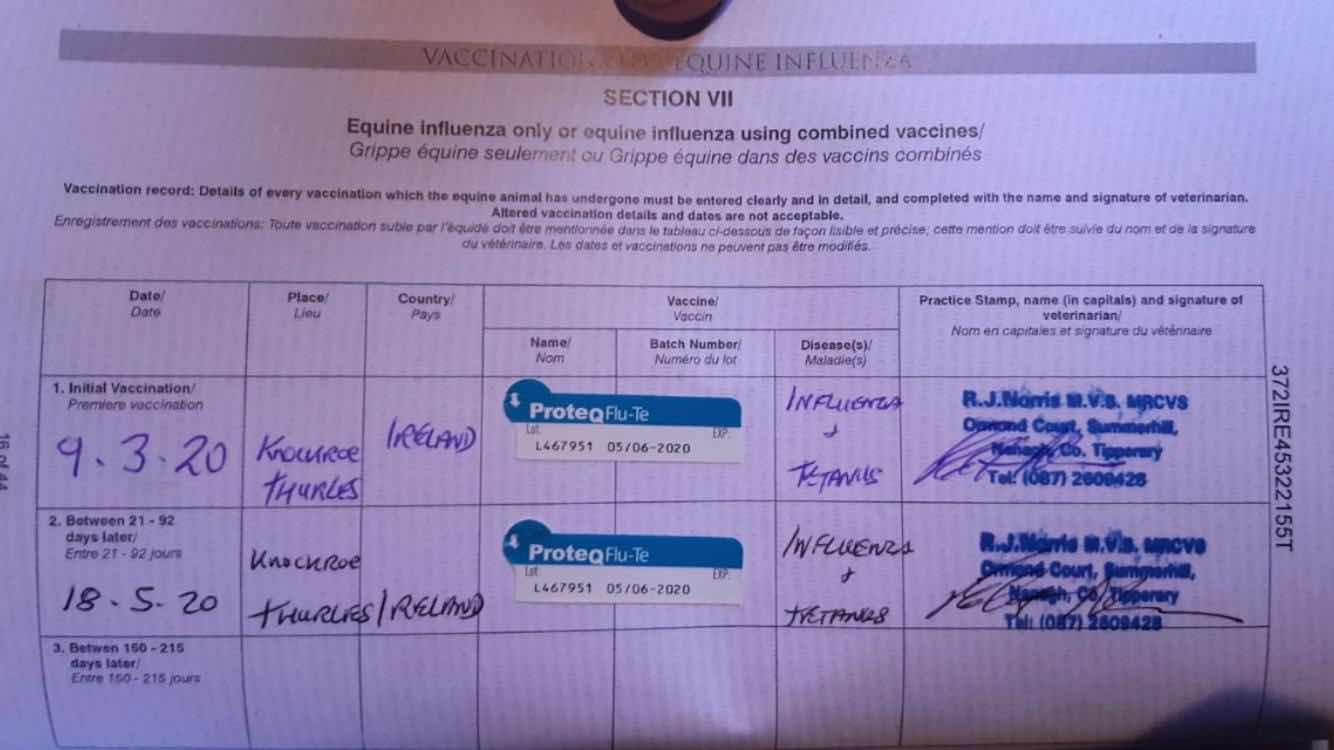 VACCINATION EQUINE INFLUENZA
SECTION VII
Equine influenza only or equine influenza using combined vaccines/
Grippe équine seulement ou Grippe équine dans des vaccins combinés
Vaccination record: Details of every vaccination which the equine animal has undergone must be entered clearly and in detail, and completed with the name and signature of veterinarian.
Altered vaccination details and dates are not acceptable.
Enregistrement des vaccinations: Toute vaccination subie par l'équidé doit être mentionnée dans le tableau ci-dessous de façon lisible et précise; cette mention doit être suivie du nom et de la signature
du vétérinaire. Les dates et vaccinations ne peuvent pas être modifiés.
Date/
Date
Place/
Lieu
Country/
Pays
Vaccine/
Vaccin
Practice Stamp, name (in capitals) and signature of
veterinarian/
Nom en capitales et signature du vétérinaire
Name/
Nom
Batch Number/
Numéro du lot
Disease(s)/
Maladie(s)
1. Initial Vaccination/
Premiere vaccination
9.3.20
KNOCKROE
THURLES
IRELAND
ProteqFlu-Te
Lot EXP.
L467951 05/06-2020
INFLUENZA
+
TETANUS
R.J.Norris M.V.B. MRCVS
Ormond Court, Summerhill,
Nenagh, Co. Tipperary
Tel: (087) 2609428
2. Between 21 - 92
days later/
Entre 21 - 92 jours
18.5.20
KNOCKROE
THURLES
IRELAND
ProteqFlu-Te
Lot EXP.
L467951 05/06-2020
INFLUENZA
+
TETANUS
R.J.Norris M.V.B. MRCVS
Ormond Court, Summerhill,
Nenagh, Co. Tipperary
Tel: (087) 2609428
3. Betwen 150 - 215
days later/
Entre 150 - 215 jours
372IRE45322155T
16 of 44